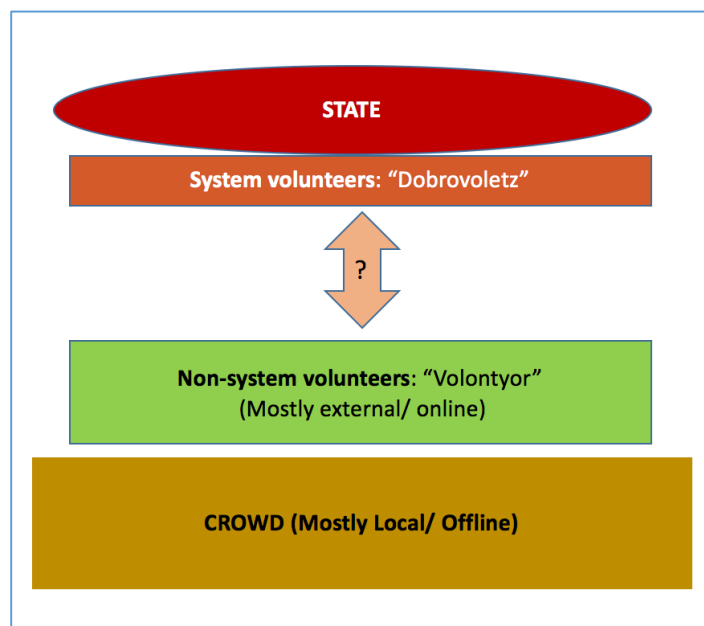 STATE
System volunteers: “Dobrovoletz”
?
Non-system volunteers: “Volontyor”
(Mostly external/ online)
CROWD (Mostly Local/ Offline)